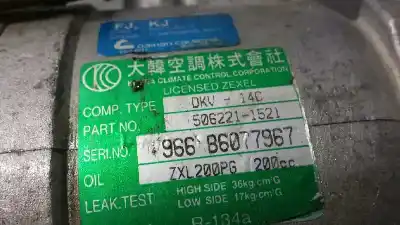 FJ, KJ
大韓空調株式會社
CLIMATE CONTROL CORPORATION
LICENSED ZEXEL
COMP. TYPE DKV - 14C
PART NO. 506221-1521
SERI.NO. 966 B6077967
OIL ZXL200PG 200cc
LEAK.TEST HIGH SIDE 36kg/cm²G
LOW SIDE 17kg/cm²G
R-134a